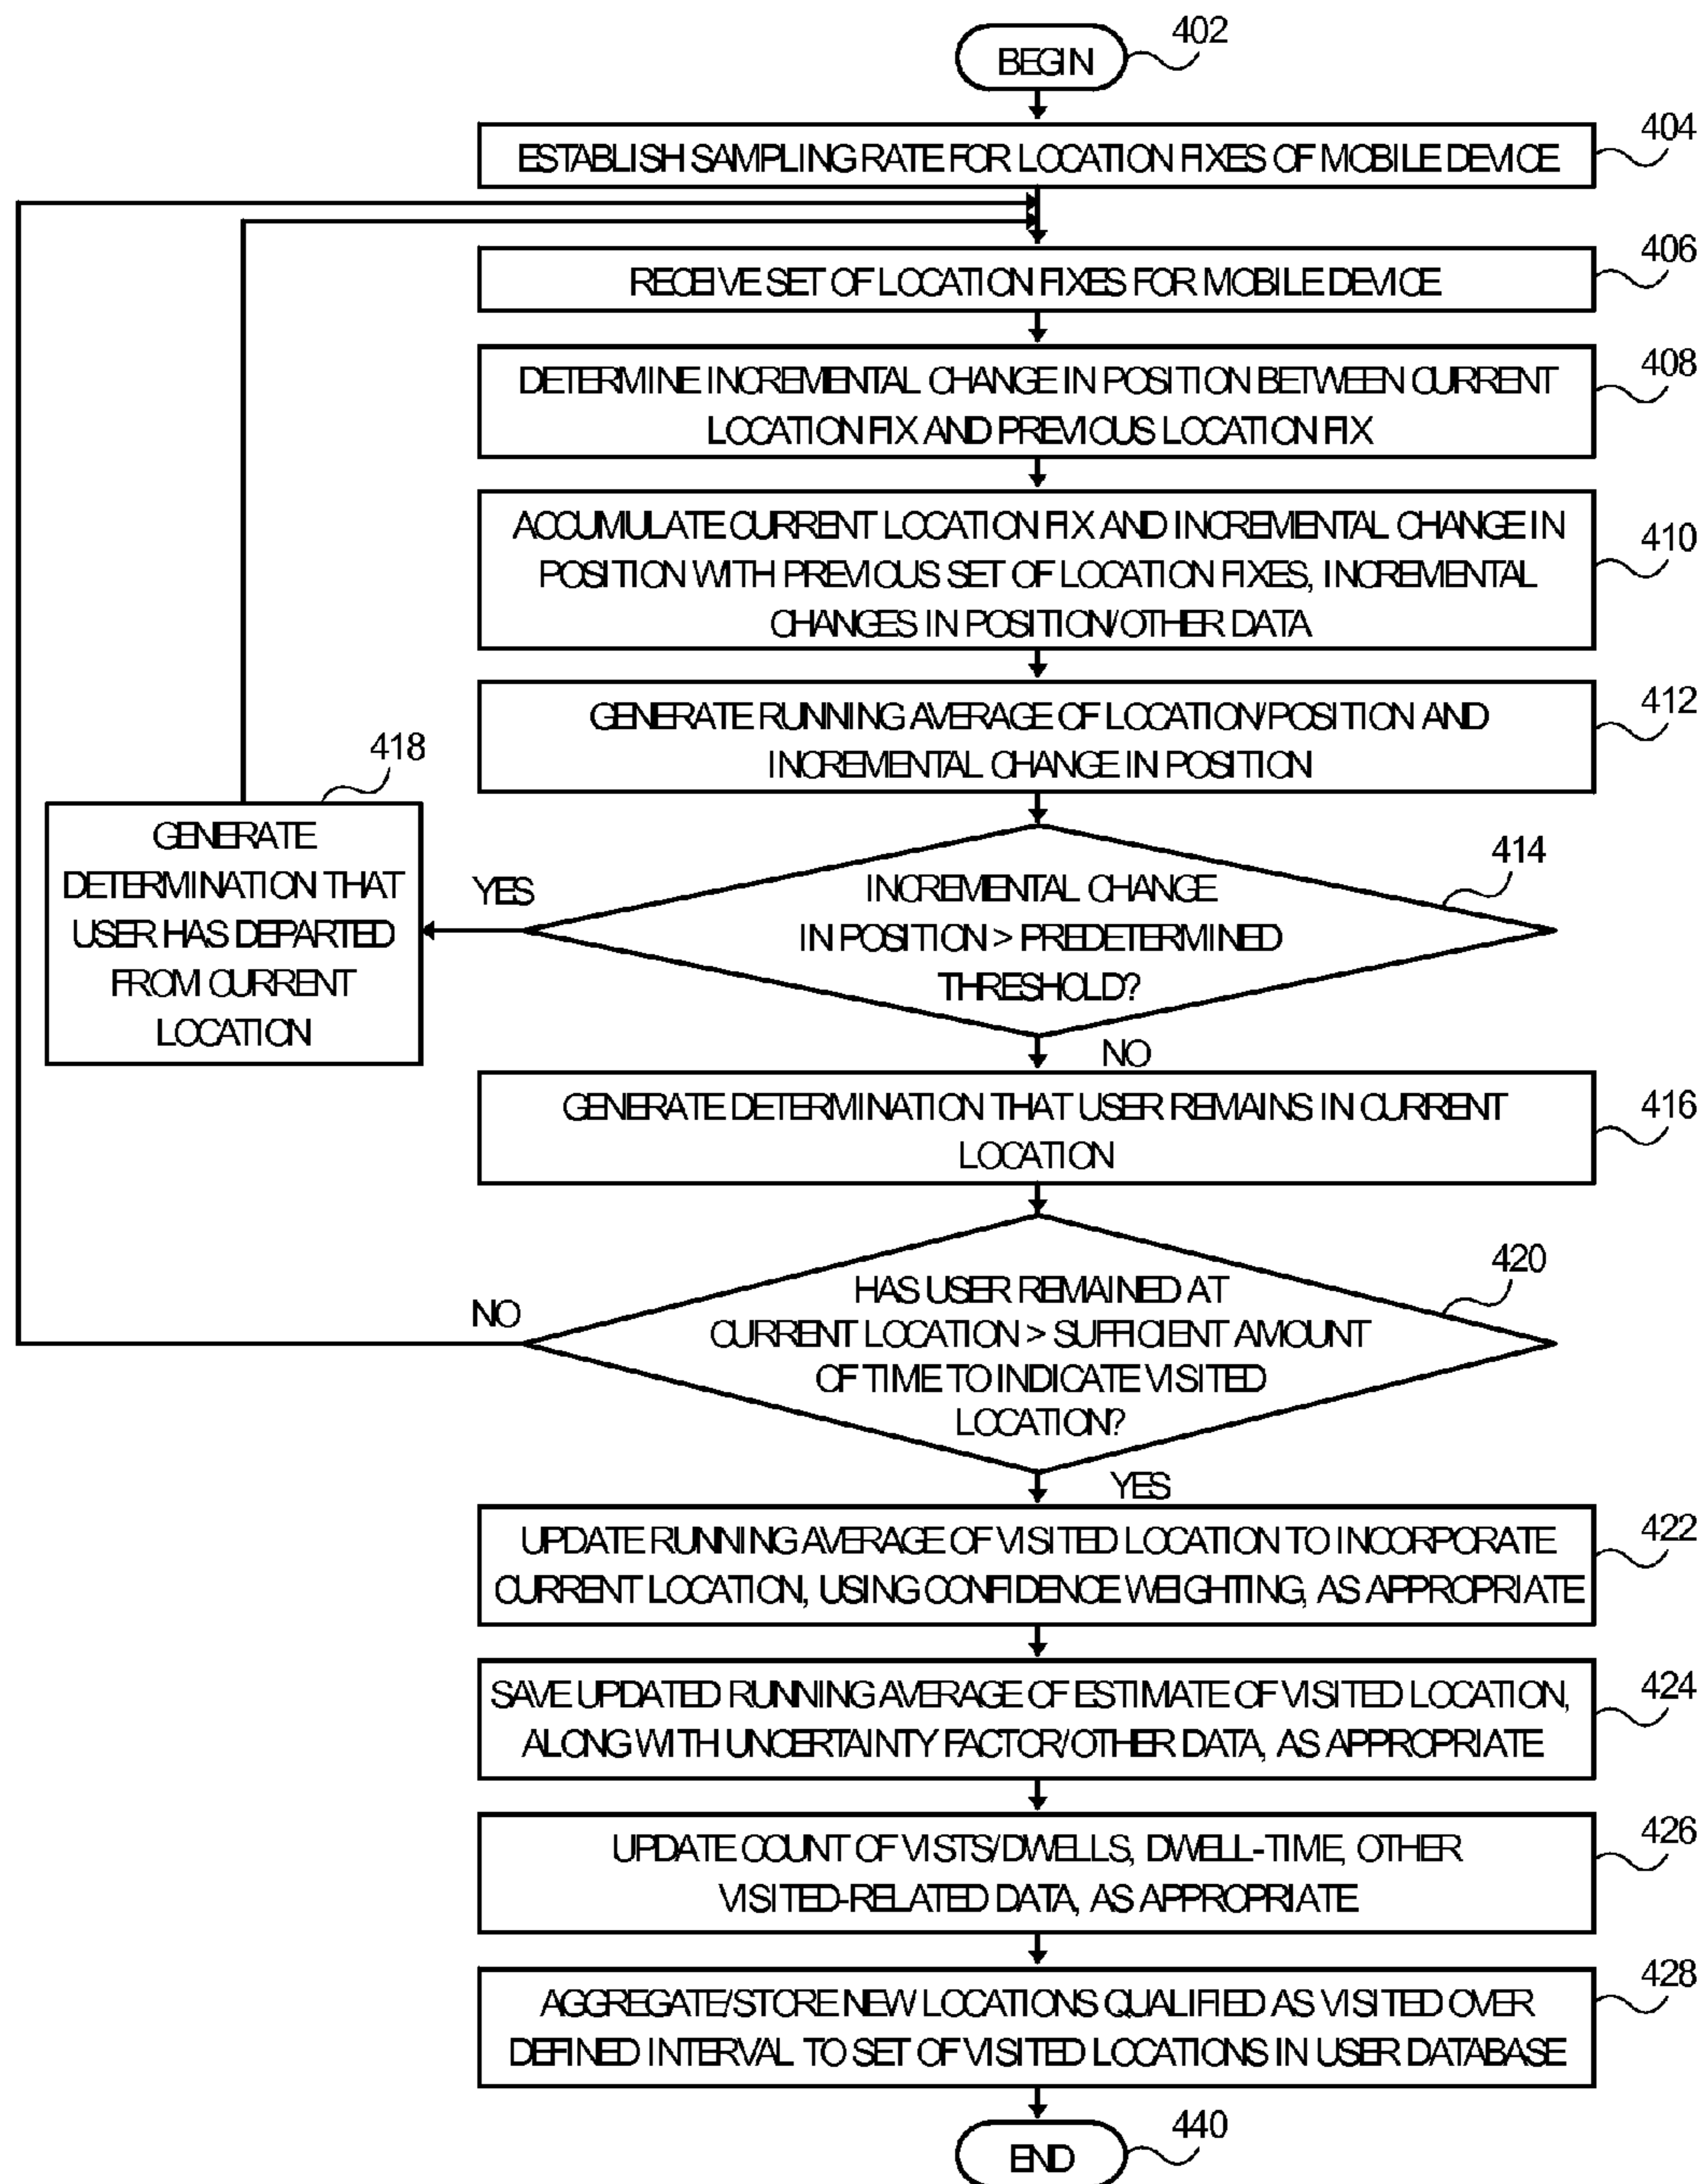 BEGIN
402
ESTABLISH SAMPLING RATE FOR LOCATION FIXES OF MOBILE DEVICE
404
RECEIVE SET OF LOCATION FIXES FOR MOBILE DEVICE
406
DETERMINE INCREMENTAL CHANGE IN POSITION BETWEEN CURRENT
LOCATION FIX AND PREVIOUS LOCATION FIX
408
ACCUMULATE CURRENT LOCATION FIX AND INCREMENTAL CHANGE IN
POSITION WITH PREVIOUS SET OF LOCATION FIXES, INCREMENTAL
CHANGES IN POSITION/OTHER DATA
410
GENERATE RUNNING AVERAGE OF LOCATION/POSITION AND
INCREMENTAL CHANGE IN POSITION
412
INCREMENTAL CHANGE
IN POSITION > PREDETERMINED
THRESHOLD?
414
YES
418
GENERATE
DETERMINATION THAT
USER HAS DEPARTED
FROM CURRENT
LOCATION
NO
GENERATE DETERMINATION THAT USER REMAINS IN CURRENT
LOCATION
416
HAS USER REMAINED AT
CURRENT LOCATION > SUFFICIENT AMOUNT
OF TIME TO INDICATE VISITED
LOCATION?
420
NO
YES
UPDATE RUNNING AVERAGE OF VISITED LOCATION TO INCORPORATE
CURRENT LOCATION, USING CONFIDENCE WEIGHTING, AS APPROPRIATE
422
SAVE UPDATED RUNNING AVERAGE OF ESTIMATE OF VISITED LOCATION,
ALONG WITH UNCERTAINTY FACTOR/OTHER DATA, AS APPROPRIATE
424
UPDATE COUNT OF VISTS/DWELLS, DWELL-TIME, OTHER
VISITED-RELATED DATA, AS APPROPRIATE
426
AGGREGATE/STORE NEW LOCATIONS QUALIFIED AS VISITED OVER
DEFINED INTERVAL TO SET OF VISITED LOCATIONS IN USER DATABASE
428
END
440